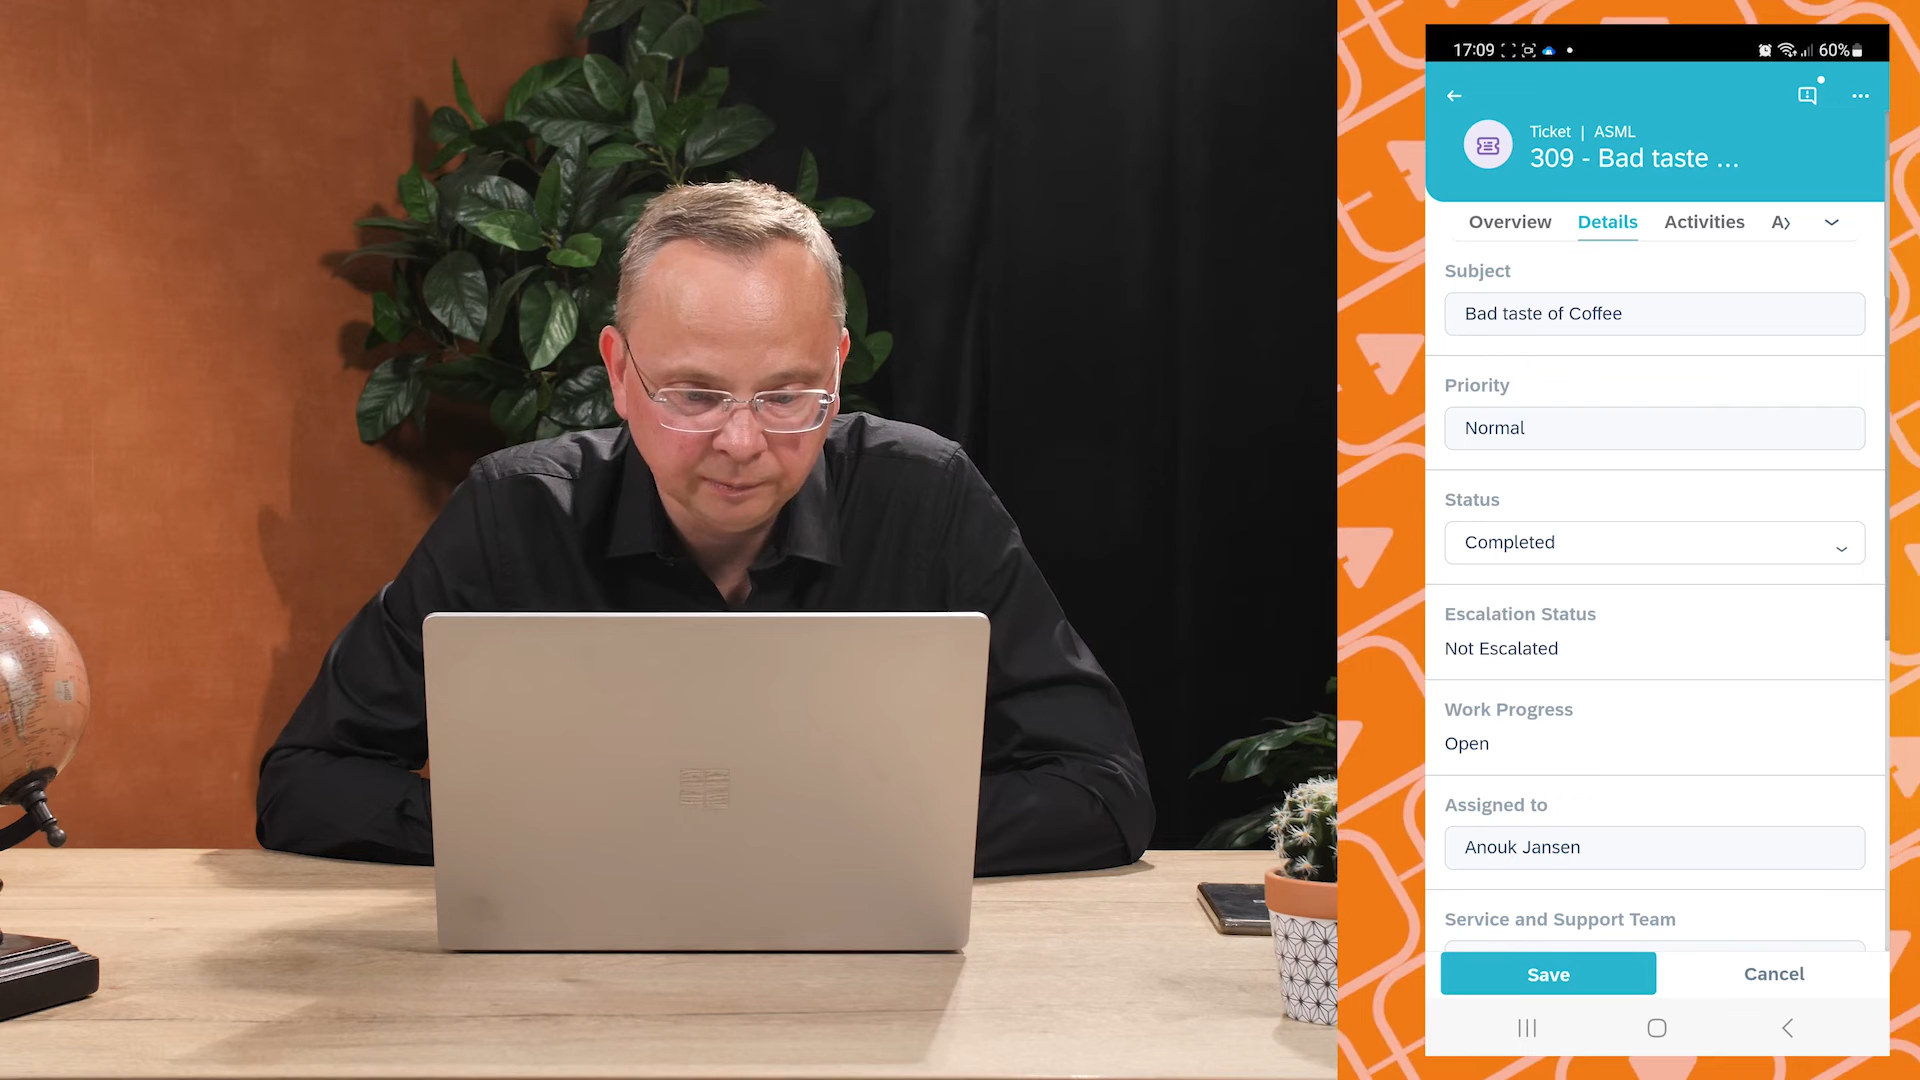 17:09
60%
Ticket | ASML
309 - Bad taste ...
Overview Details Activities A
Subject
Bad taste of Coffee
Priority
Normal
Status
Completed
Escalation Status
Not Escalated
Work Progress
Open
Assigned to
Anouk Jansen
Service and Support Team
Save Cancel